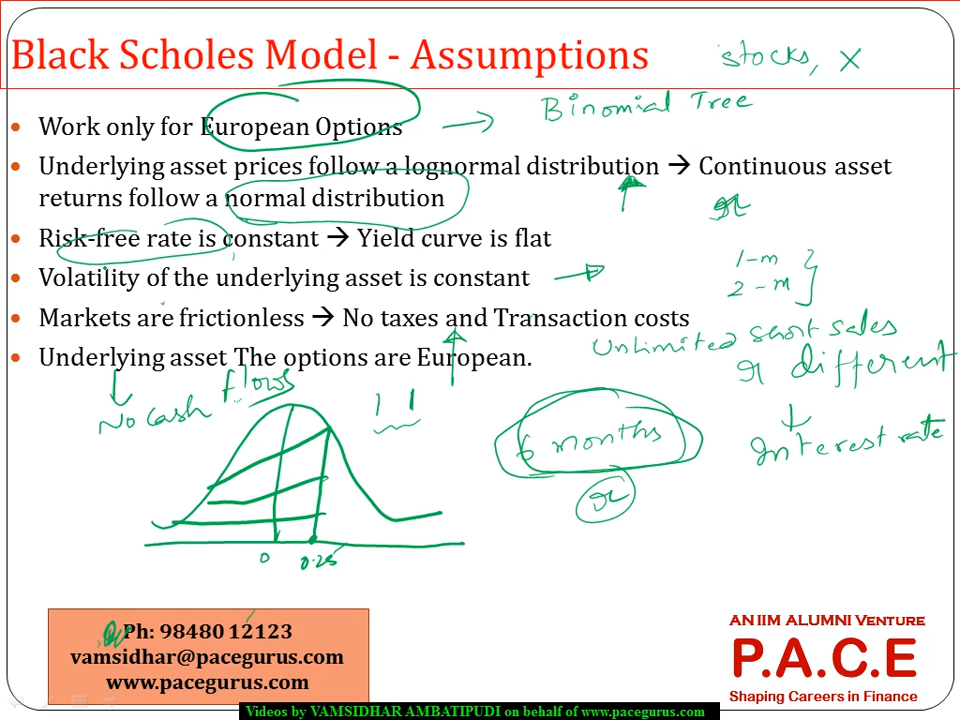 Black Scholes Model - Assumptions
stocks, X
Binomial Tree
• Work only for European Options
• Underlying asset prices follow a lognormal distribution → Continuous asset
returns follow a normal distribution
• Risk-free rate is constant → Yield curve is flat
1-m
2-m
• Volatility of the underlying asset is constant
• Markets are frictionless → No taxes and Transaction costs
Unlimited short sales
• Underlying asset The options are European.
different
No cash flows
1 1
6 months
Interest rate
0
0.25
Ph: 98480 12123
vamsidhar@pacegurus.com
www.pacegurus.com
AN IIM ALUMNI VENTURE
P.A.C.E
Shaping Careers in Finance
Videos by VAMSIDHAR AMBATIPUDI on behalf of www.pacegurus.com